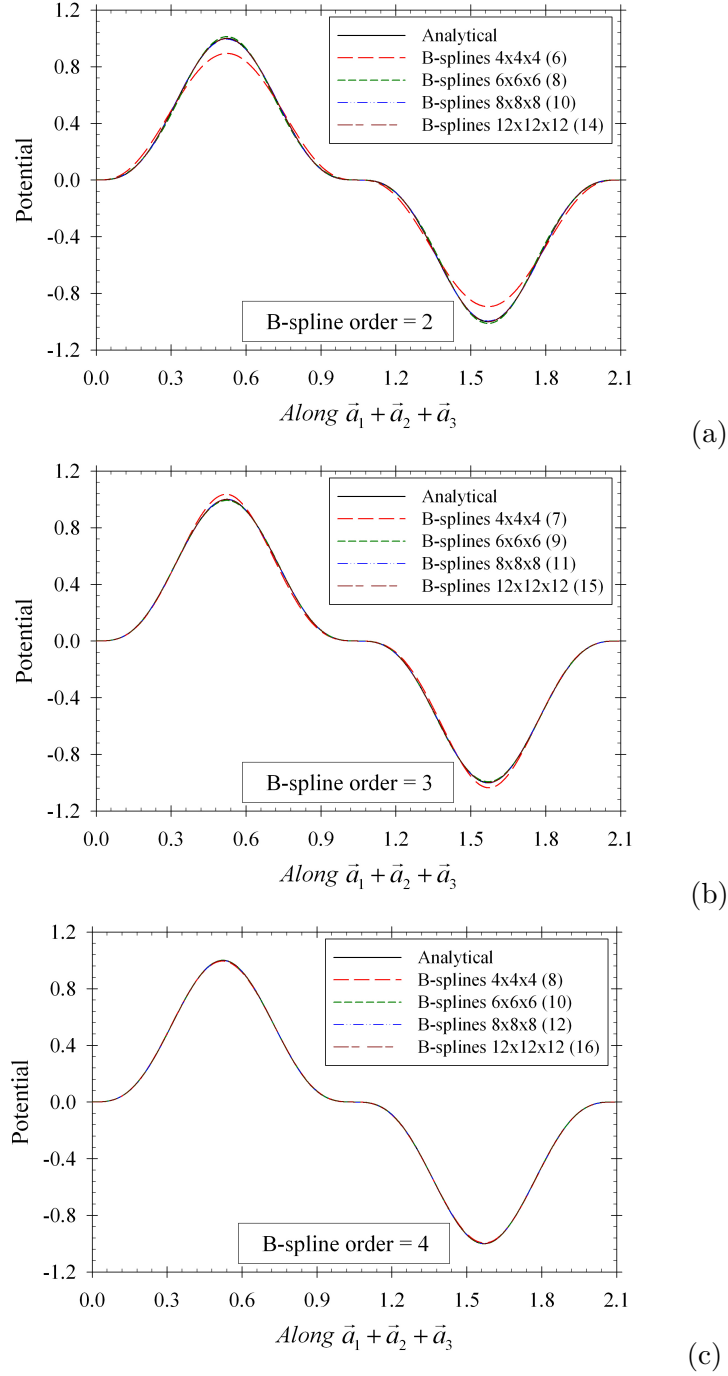 1.2
0.8
0.4
0.0
-0.4
-0.8
-1.2
Potential
Analytical
B-splines 4x4x4 (6)
B-splines 6x6x6 (8)
B-splines 8x8x8 (10)
B-splines 12x12x12 (14)
B-spline order = 2
0.0 0.3 0.6 0.9 1.2 1.5 1.8 2.1
Along a⃗₁ + a⃗₂ + a⃗₃
(a)
1.2
0.8
0.4
0.0
-0.4
-0.8
-1.2
Potential
Analytical
B-splines 4x4x4 (7)
B-splines 6x6x6 (9)
B-splines 8x8x8 (11)
B-splines 12x12x12 (15)
B-spline order = 3
0.0 0.3 0.6 0.9 1.2 1.5 1.8 2.1
Along a⃗₁ + a⃗₂ + a⃗₃
(b)
1.2
0.8
0.4
0.0
-0.4
-0.8
-1.2
Potential
Analytical
B-splines 4x4x4 (8)
B-splines 6x6x6 (10)
B-splines 8x8x8 (12)
B-splines 12x12x12 (16)
B-spline order = 4
0.0 0.3 0.6 0.9 1.2 1.5 1.8 2.1
Along a⃗₁ + a⃗₂ + a⃗₃
(c)